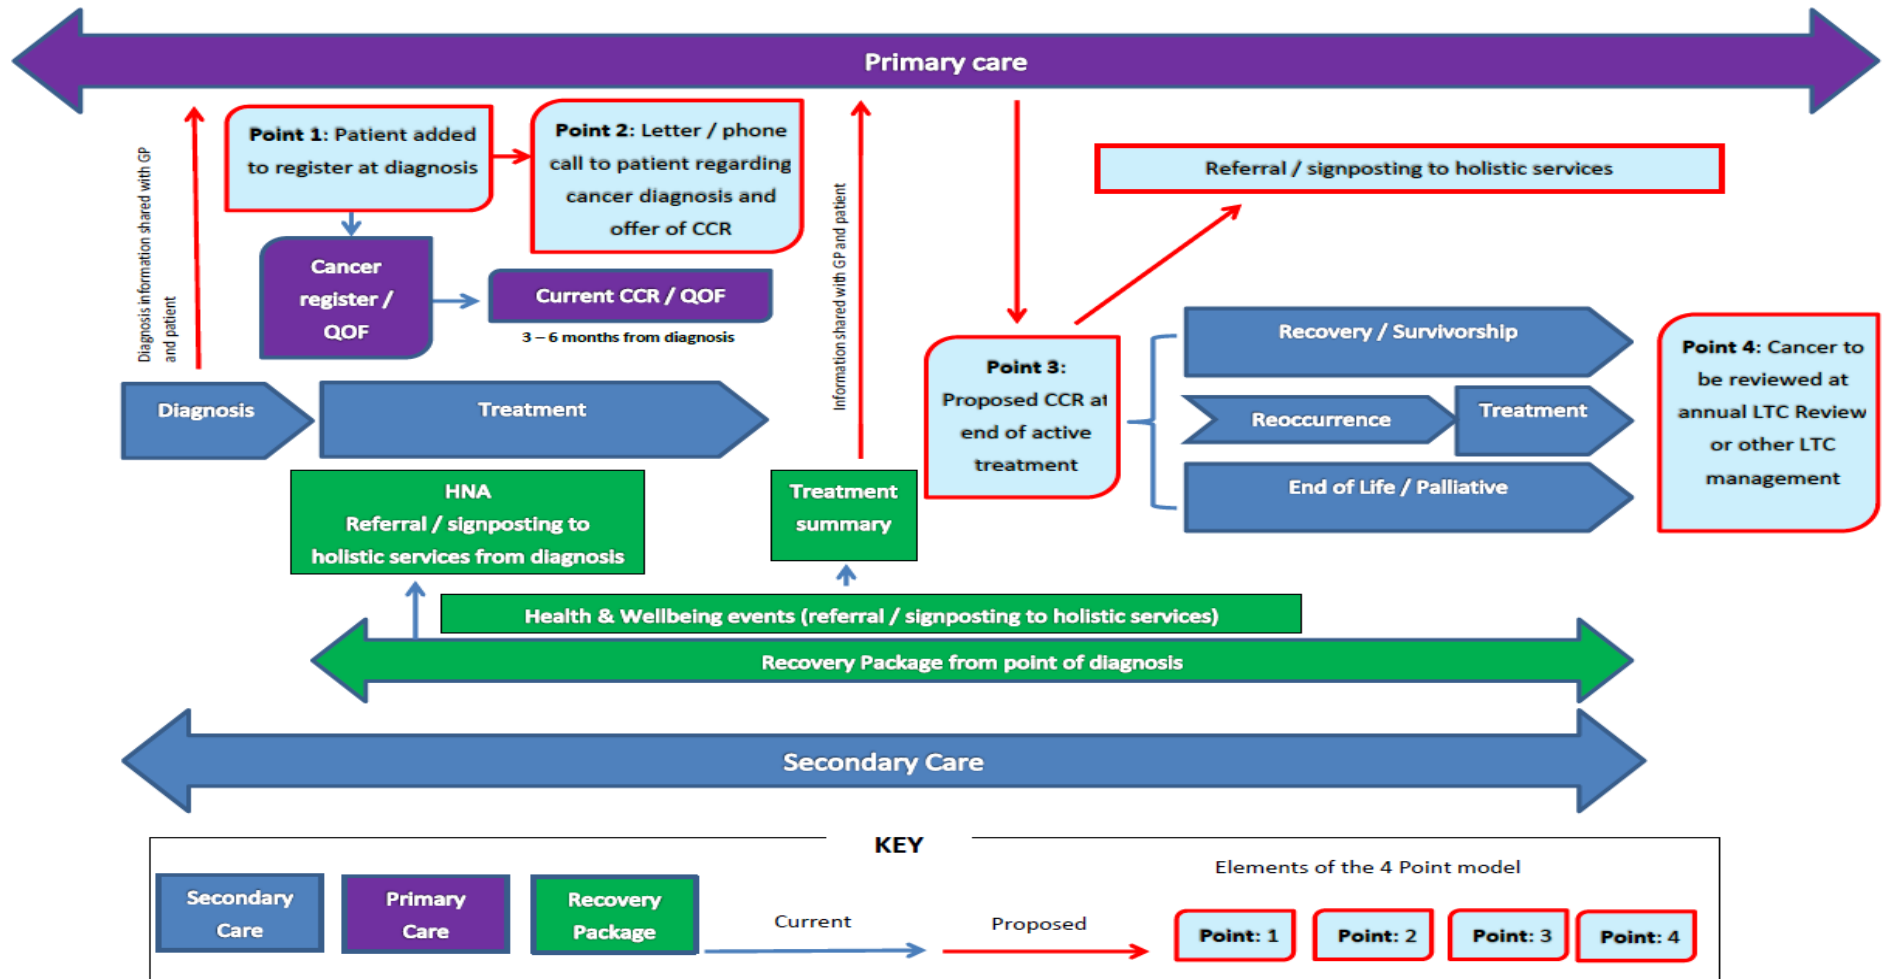 Primary care
Diagnosis information shared with GP
and patient
Point 1: Patient added
to register at diagnosis
Point 2: Letter / phone
call to patient regarding
cancer diagnosis and
offer of CCR
Information shared with GP and patient
Referral / signposting to holistic services
Cancer
register /
QOF
Current CCR / QOF
3 – 6 months from diagnosis
Diagnosis
Treatment
Point 3:
Proposed CCR at
end of active
treatment
Recovery / Survivorship
Reoccurrence
Treatment
End of Life / Palliative
Point 4: Cancer to
be reviewed at
annual LTC Review
or other LTC
management
HNA
Referral / signposting to
holistic services from diagnosis
Treatment
summary
Health & Wellbeing events (referral / signposting to holistic services)
Recovery Package from point of diagnosis
Secondary Care
KEY
Secondary
Care
Primary
Care
Recovery
Package
Current
Proposed
Elements of the 4 Point model
Point: 1
Point: 2
Point: 3
Point: 4